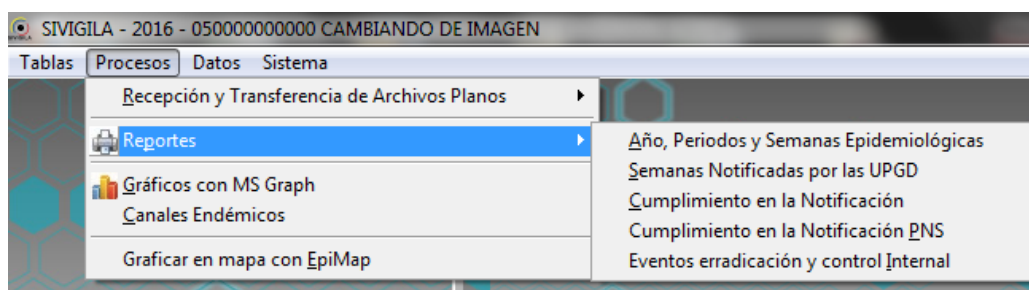 SIVIGILA - 2016 - 050000000000 CAMBIANDO DE IMAGEN
Tablas Procesos Datos Sistema
Recepción y Transferencia de Archivos Planos
Reportes
Gráficos con MS Graph
Canales Endémicos
Graficar en mapa con EpiMap
Año, Periodos y Semanas Epidemiológicas
Semanas Notificadas por las UPGD
Cumplimiento en la Notificación
Cumplimiento en la Notificación PNS
Eventos erradicación y control Internal